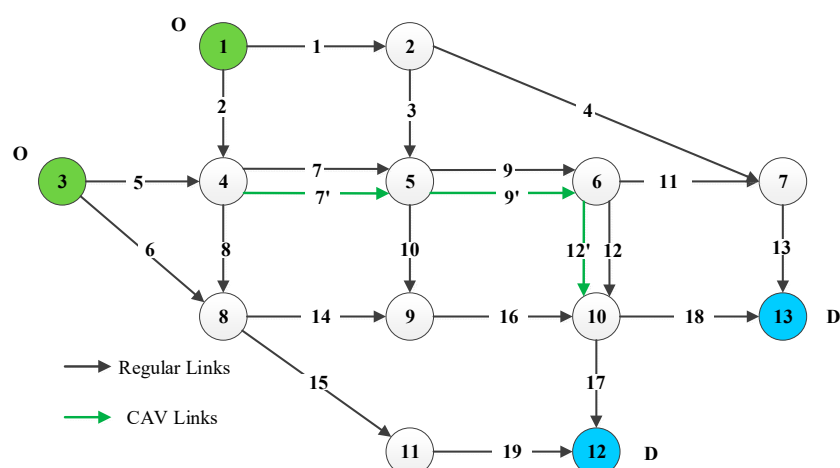 O
1 1 2
2 3 4
O
3 5 4 7 5 9 6 11 7
7' 9'
6 8 10 12' 12 13
8 14 9 16 10 18 13 D
Regular Links 15 17
CAV Links
11 19 12 D